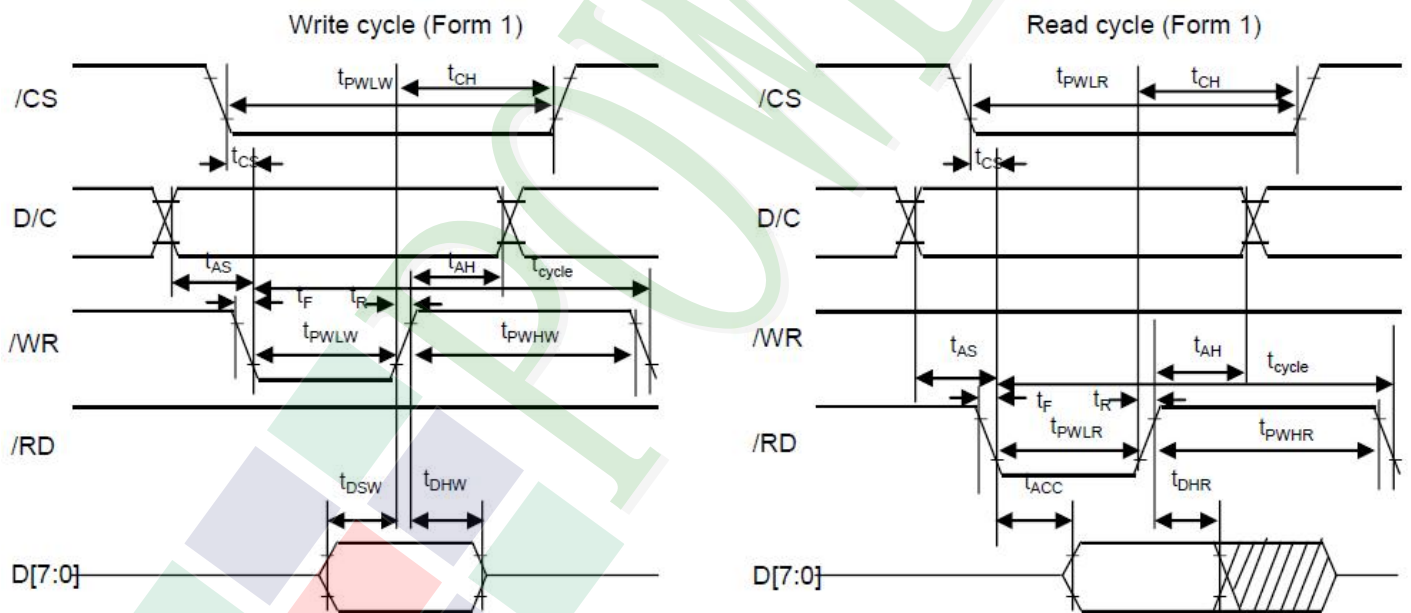 Write cycle (Form 1)
/CS
tPWLW
tCH
tCS
D/C
tAS
tAH
tcycle
tF
tR
/WR
tPWLW
tPWHW
/RD
tDSW
tDHW
D[7:0]
Read cycle (Form 1)
/CS
tPWLR
tCH
tCS
D/C
/WR
tAS
tAH
tcycle
tF
tR
/RD
tPWLR
tPWHR
tACC
tDHR
D[7:0]